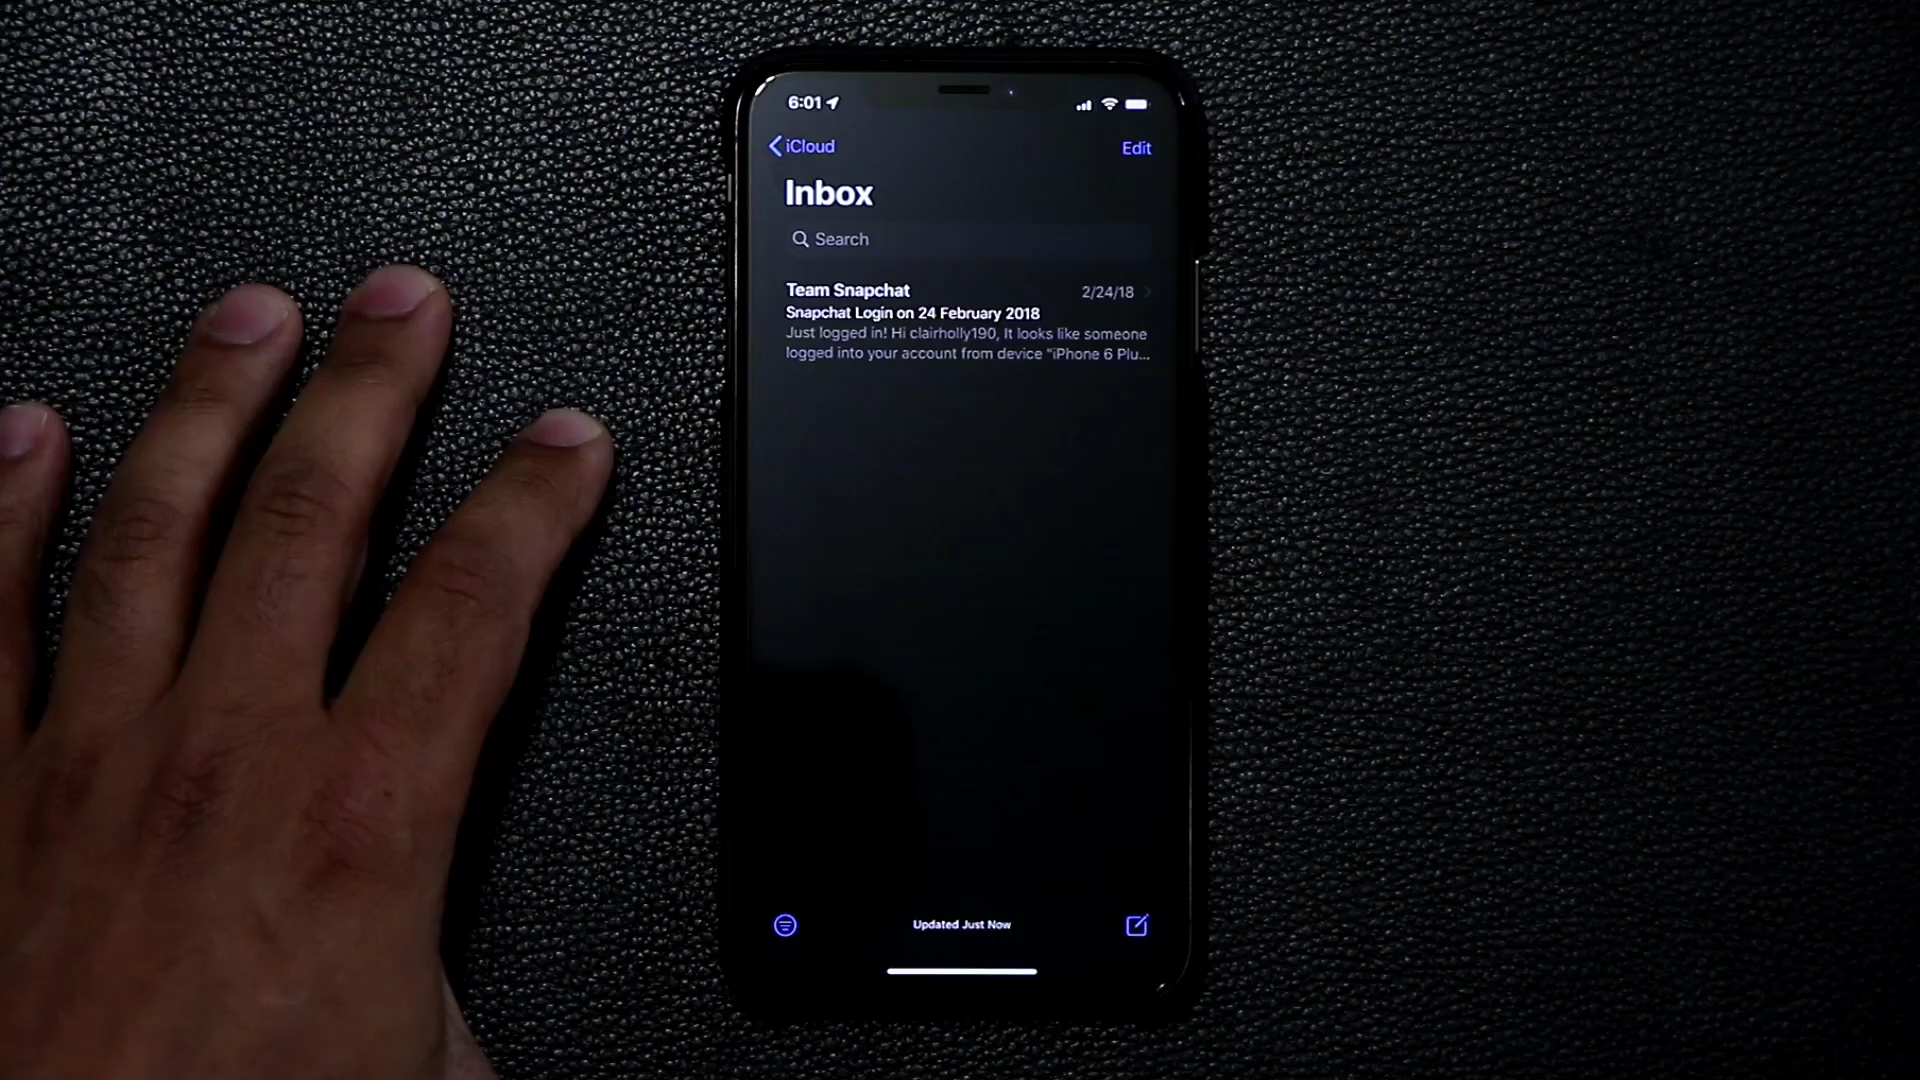 6:01
iCloud
Edit
Inbox
Search
Team Snapchat
2/24/18
Snapchat Login on 24 February 2018
Just logged in! Hi clairholly190, It looks like someone
logged into your account from device "iPhone 6 Plu...
Updated Just Now